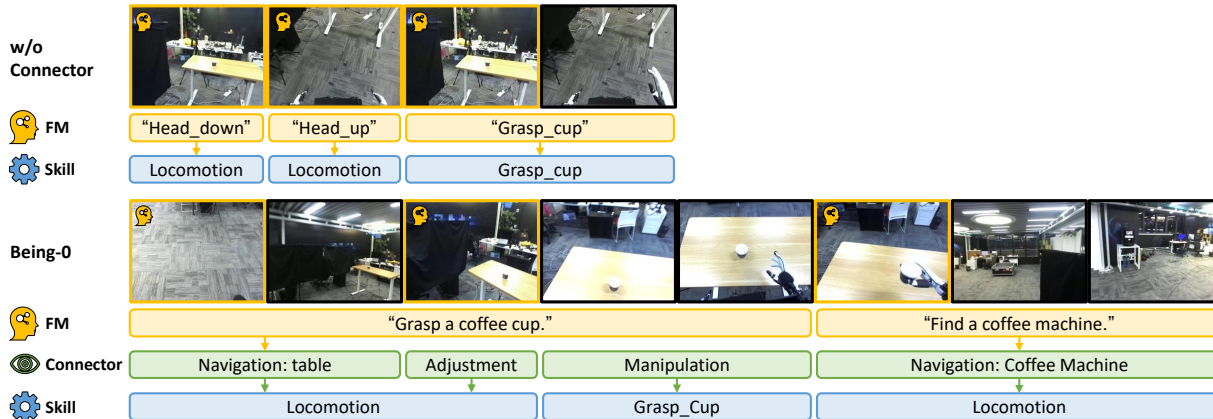 w/o
Connector
FM
"Head_down"
"Head_up"
"Grasp_cup"
Skill
Locomotion
Locomotion
Grasp_cup
Being-0
FM
"Grasp a coffee cup."
"Find a coffee machine."
Connector
Navigation: table
Adjustment
Manipulation
Navigation: Coffee Machine
Skill
Locomotion
Grasp_Cup
Locomotion